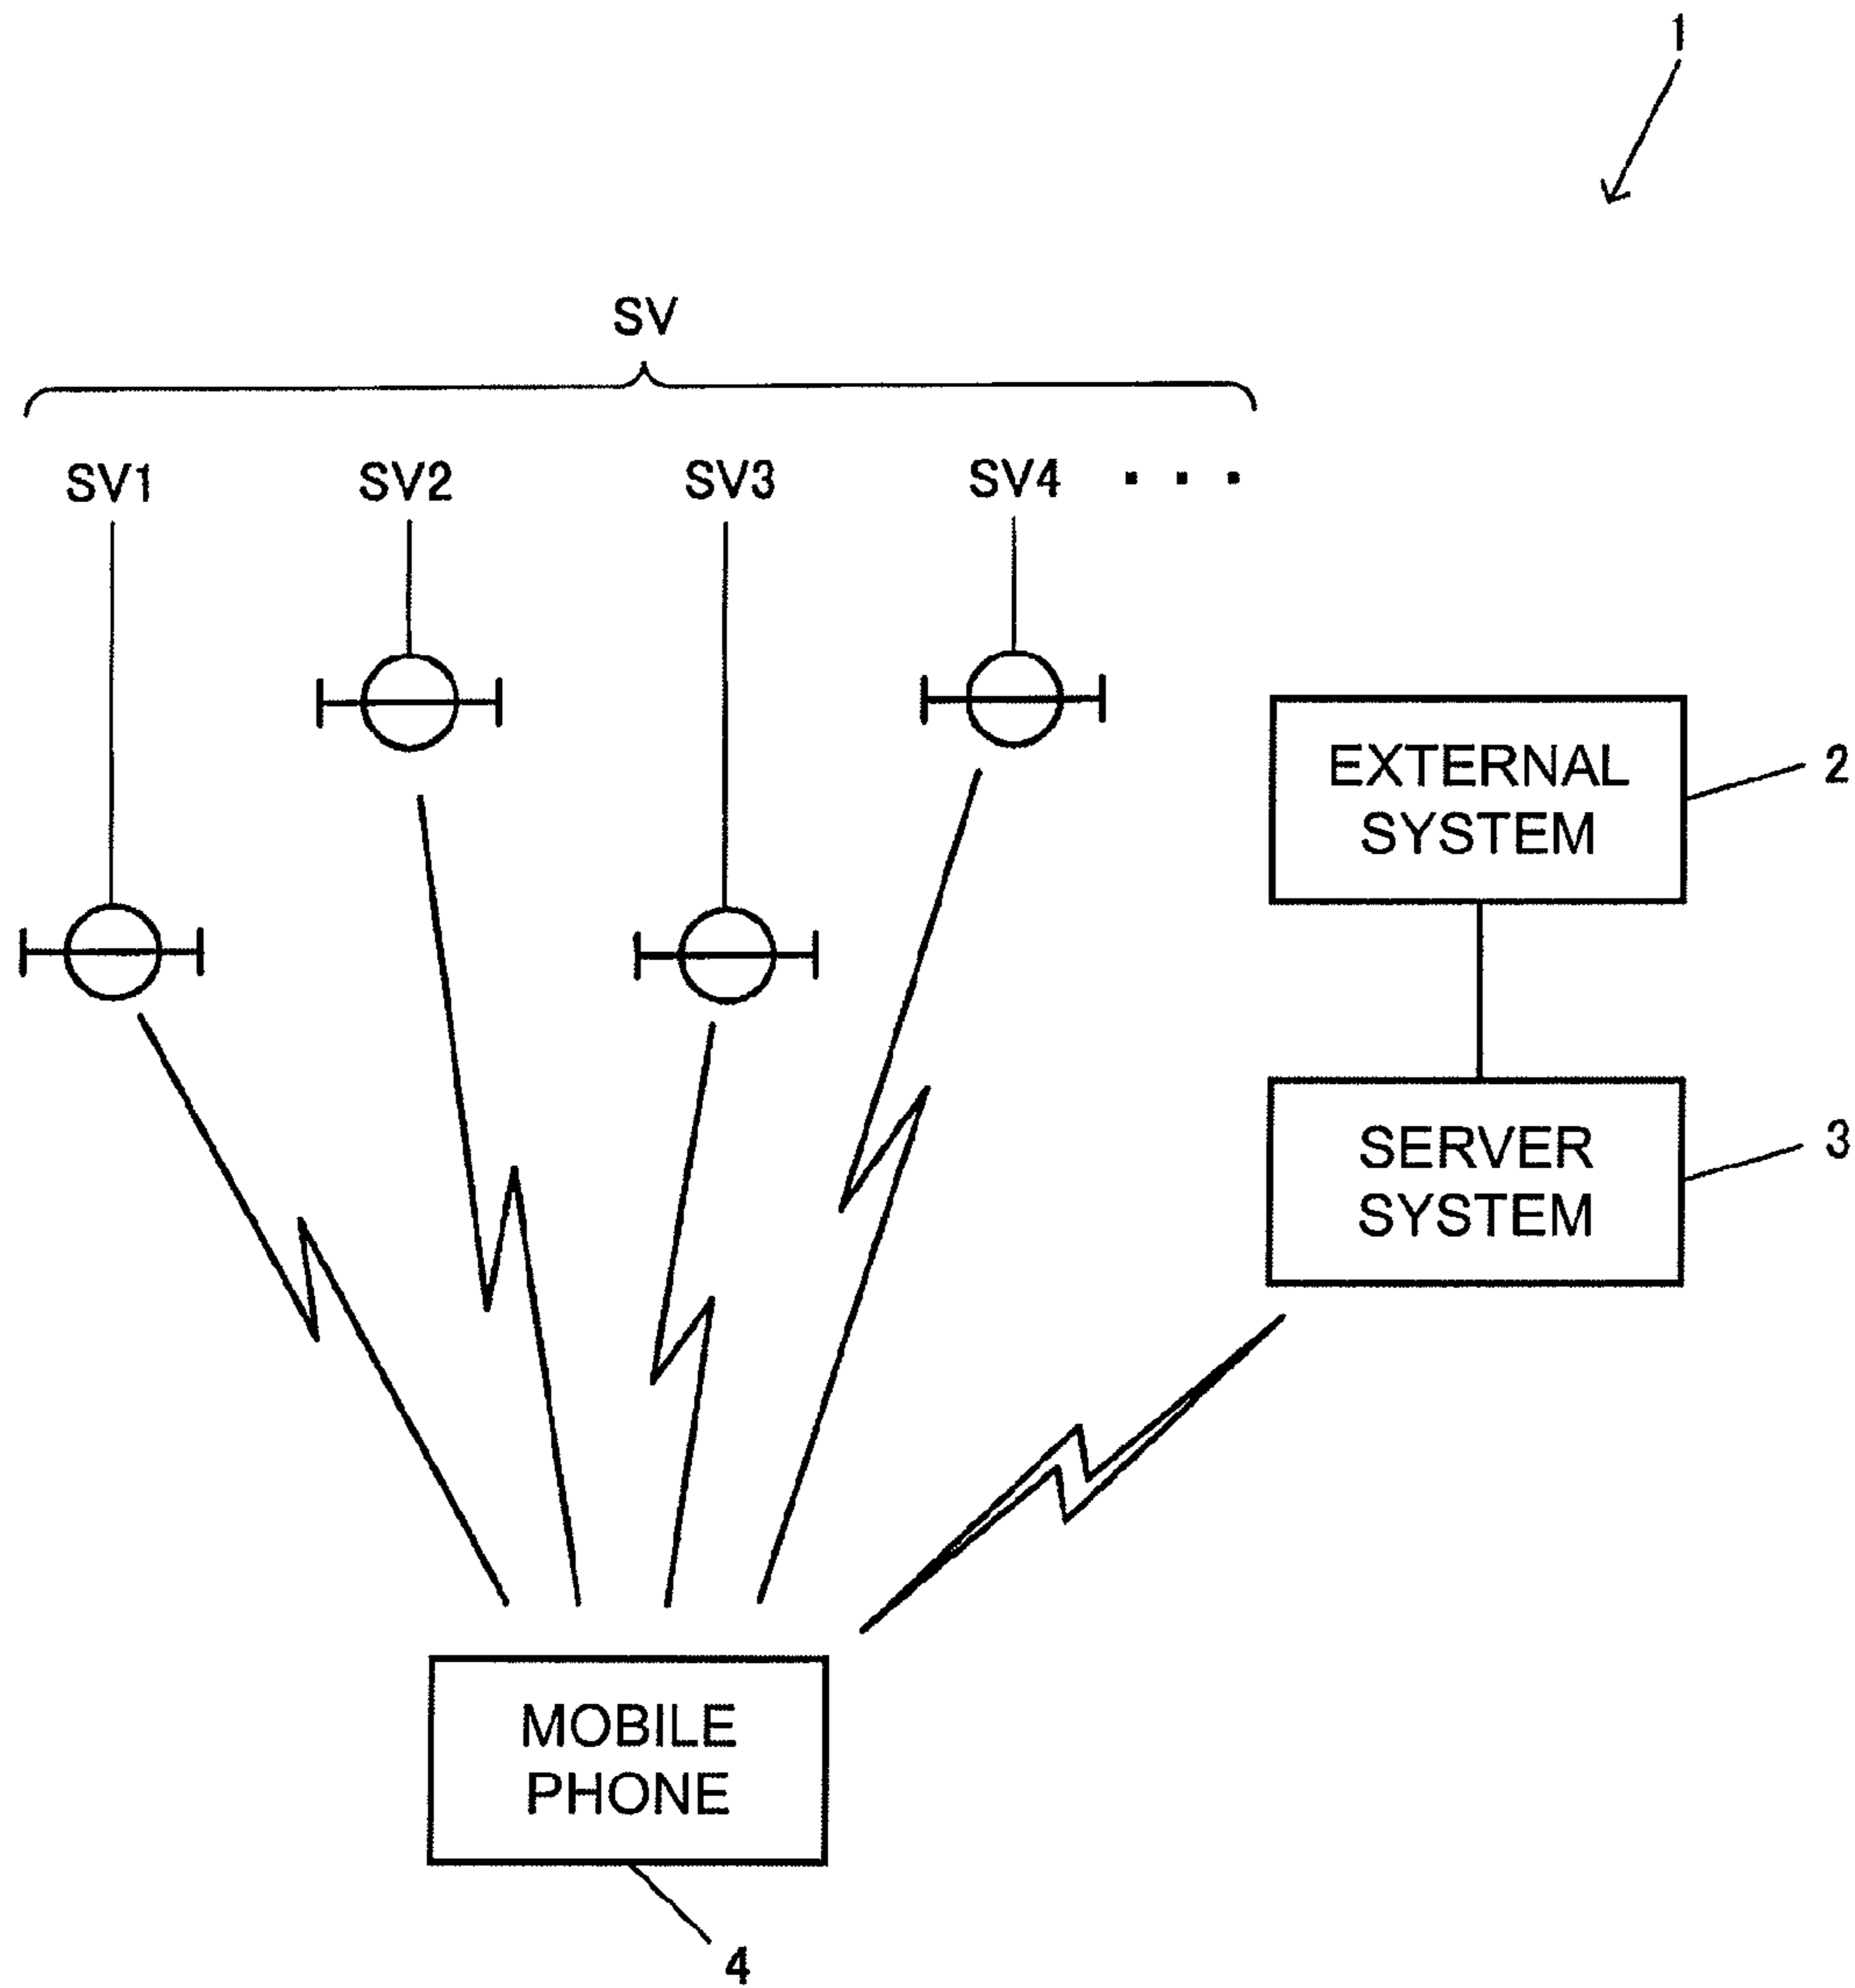 1
SV
SV1 SV2 SV3 SV4 ▪ ▪ ▪
EXTERNAL
SYSTEM
2
SERVER
SYSTEM
3
MOBILE
PHONE
4